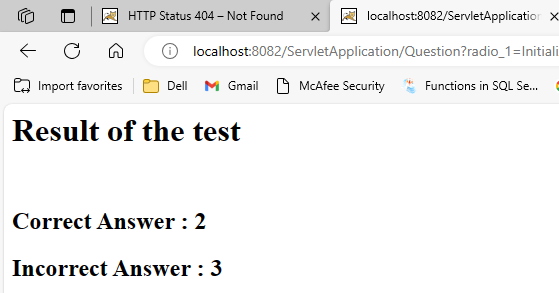 HTTP Status 404 – Not Found
localhost:8082/ServletApplication
localhost:8082/ServletApplication/Question?radio_1=Initiali
Import favorites
Dell
Gmail
McAfee Security
Functions in SQL Se...
Result of the test
Correct Answer : 2
Incorrect Answer : 3